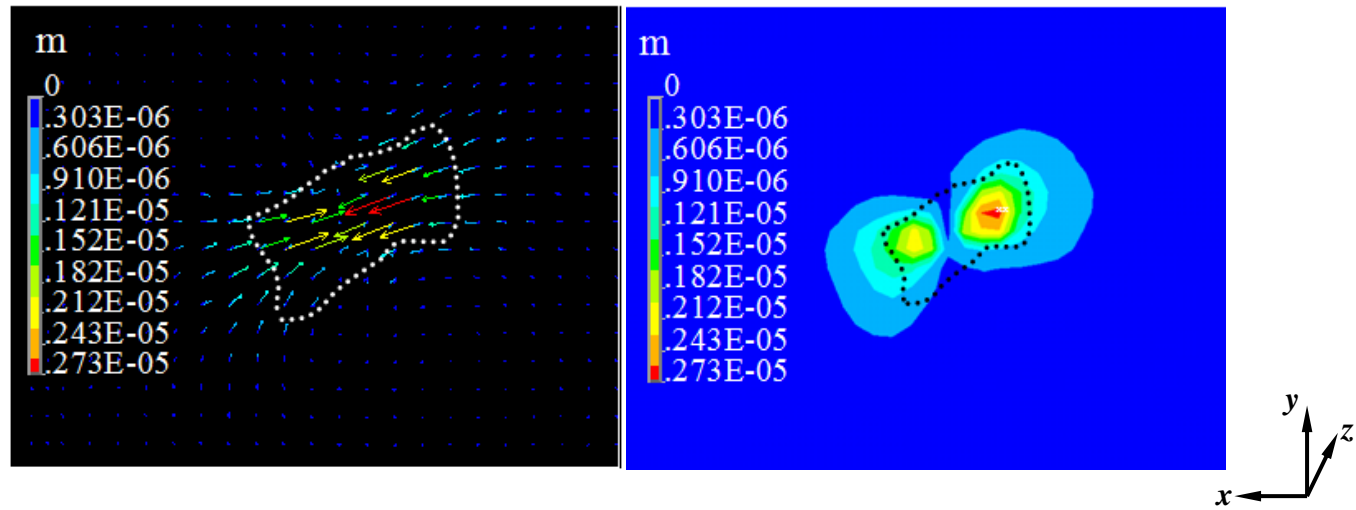 m
0
.303E-06
.606E-06
.910E-06
.121E-05
.152E-05
.182E-05
.212E-05
.243E-05
.273E-05
m
0
.303E-06
.606E-06
.910E-06
.121E-05
.152E-05
.182E-05
.212E-05
.243E-05
.273E-05
y
z
x